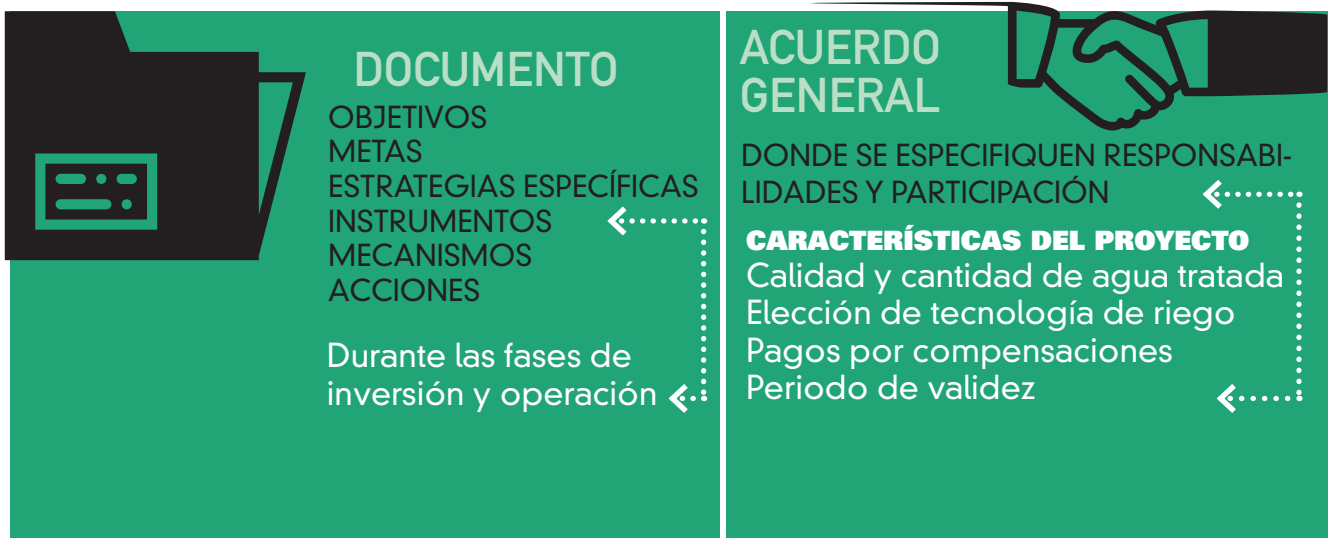 DOCUMENTO
OBJETIVOS
METAS
ESTRATEGIAS ESPECÍFICAS
INSTRUMENTOS
MECANISMOS
ACCIONES
Durante las fases de
inversión y operación
ACUERDO
GENERAL
DONDE SE ESPECIFIQUEN RESPONSABI-
LIDADES Y PARTICIPACIÓN
CARACTERÍSTICAS DEL PROYECTO
Calidad y cantidad de agua tratada
Elección de tecnología de riego
Pagos por compensaciones
Periodo de validez